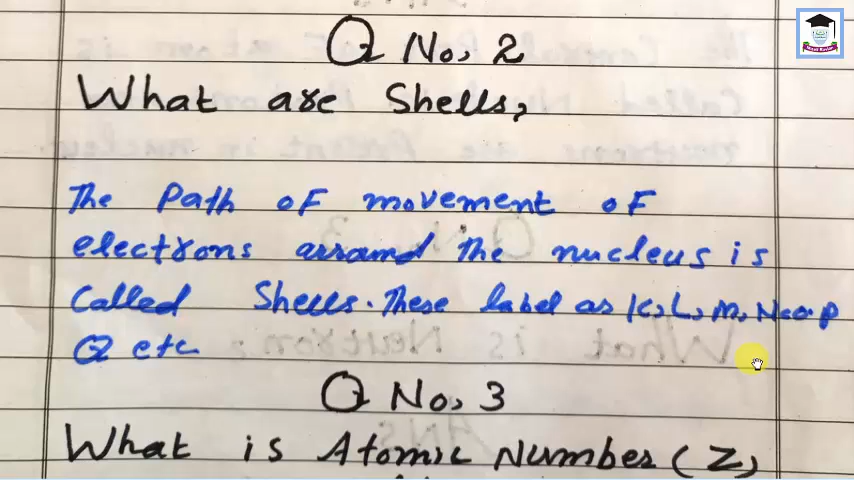 Q No, 2
What are Shells,
The Path of movement of
electrons arround the nucleus is
Called Shells. These label as K, L, M, N, O, P
Q etc
Q No, 3
What is Atomic Number (Z,